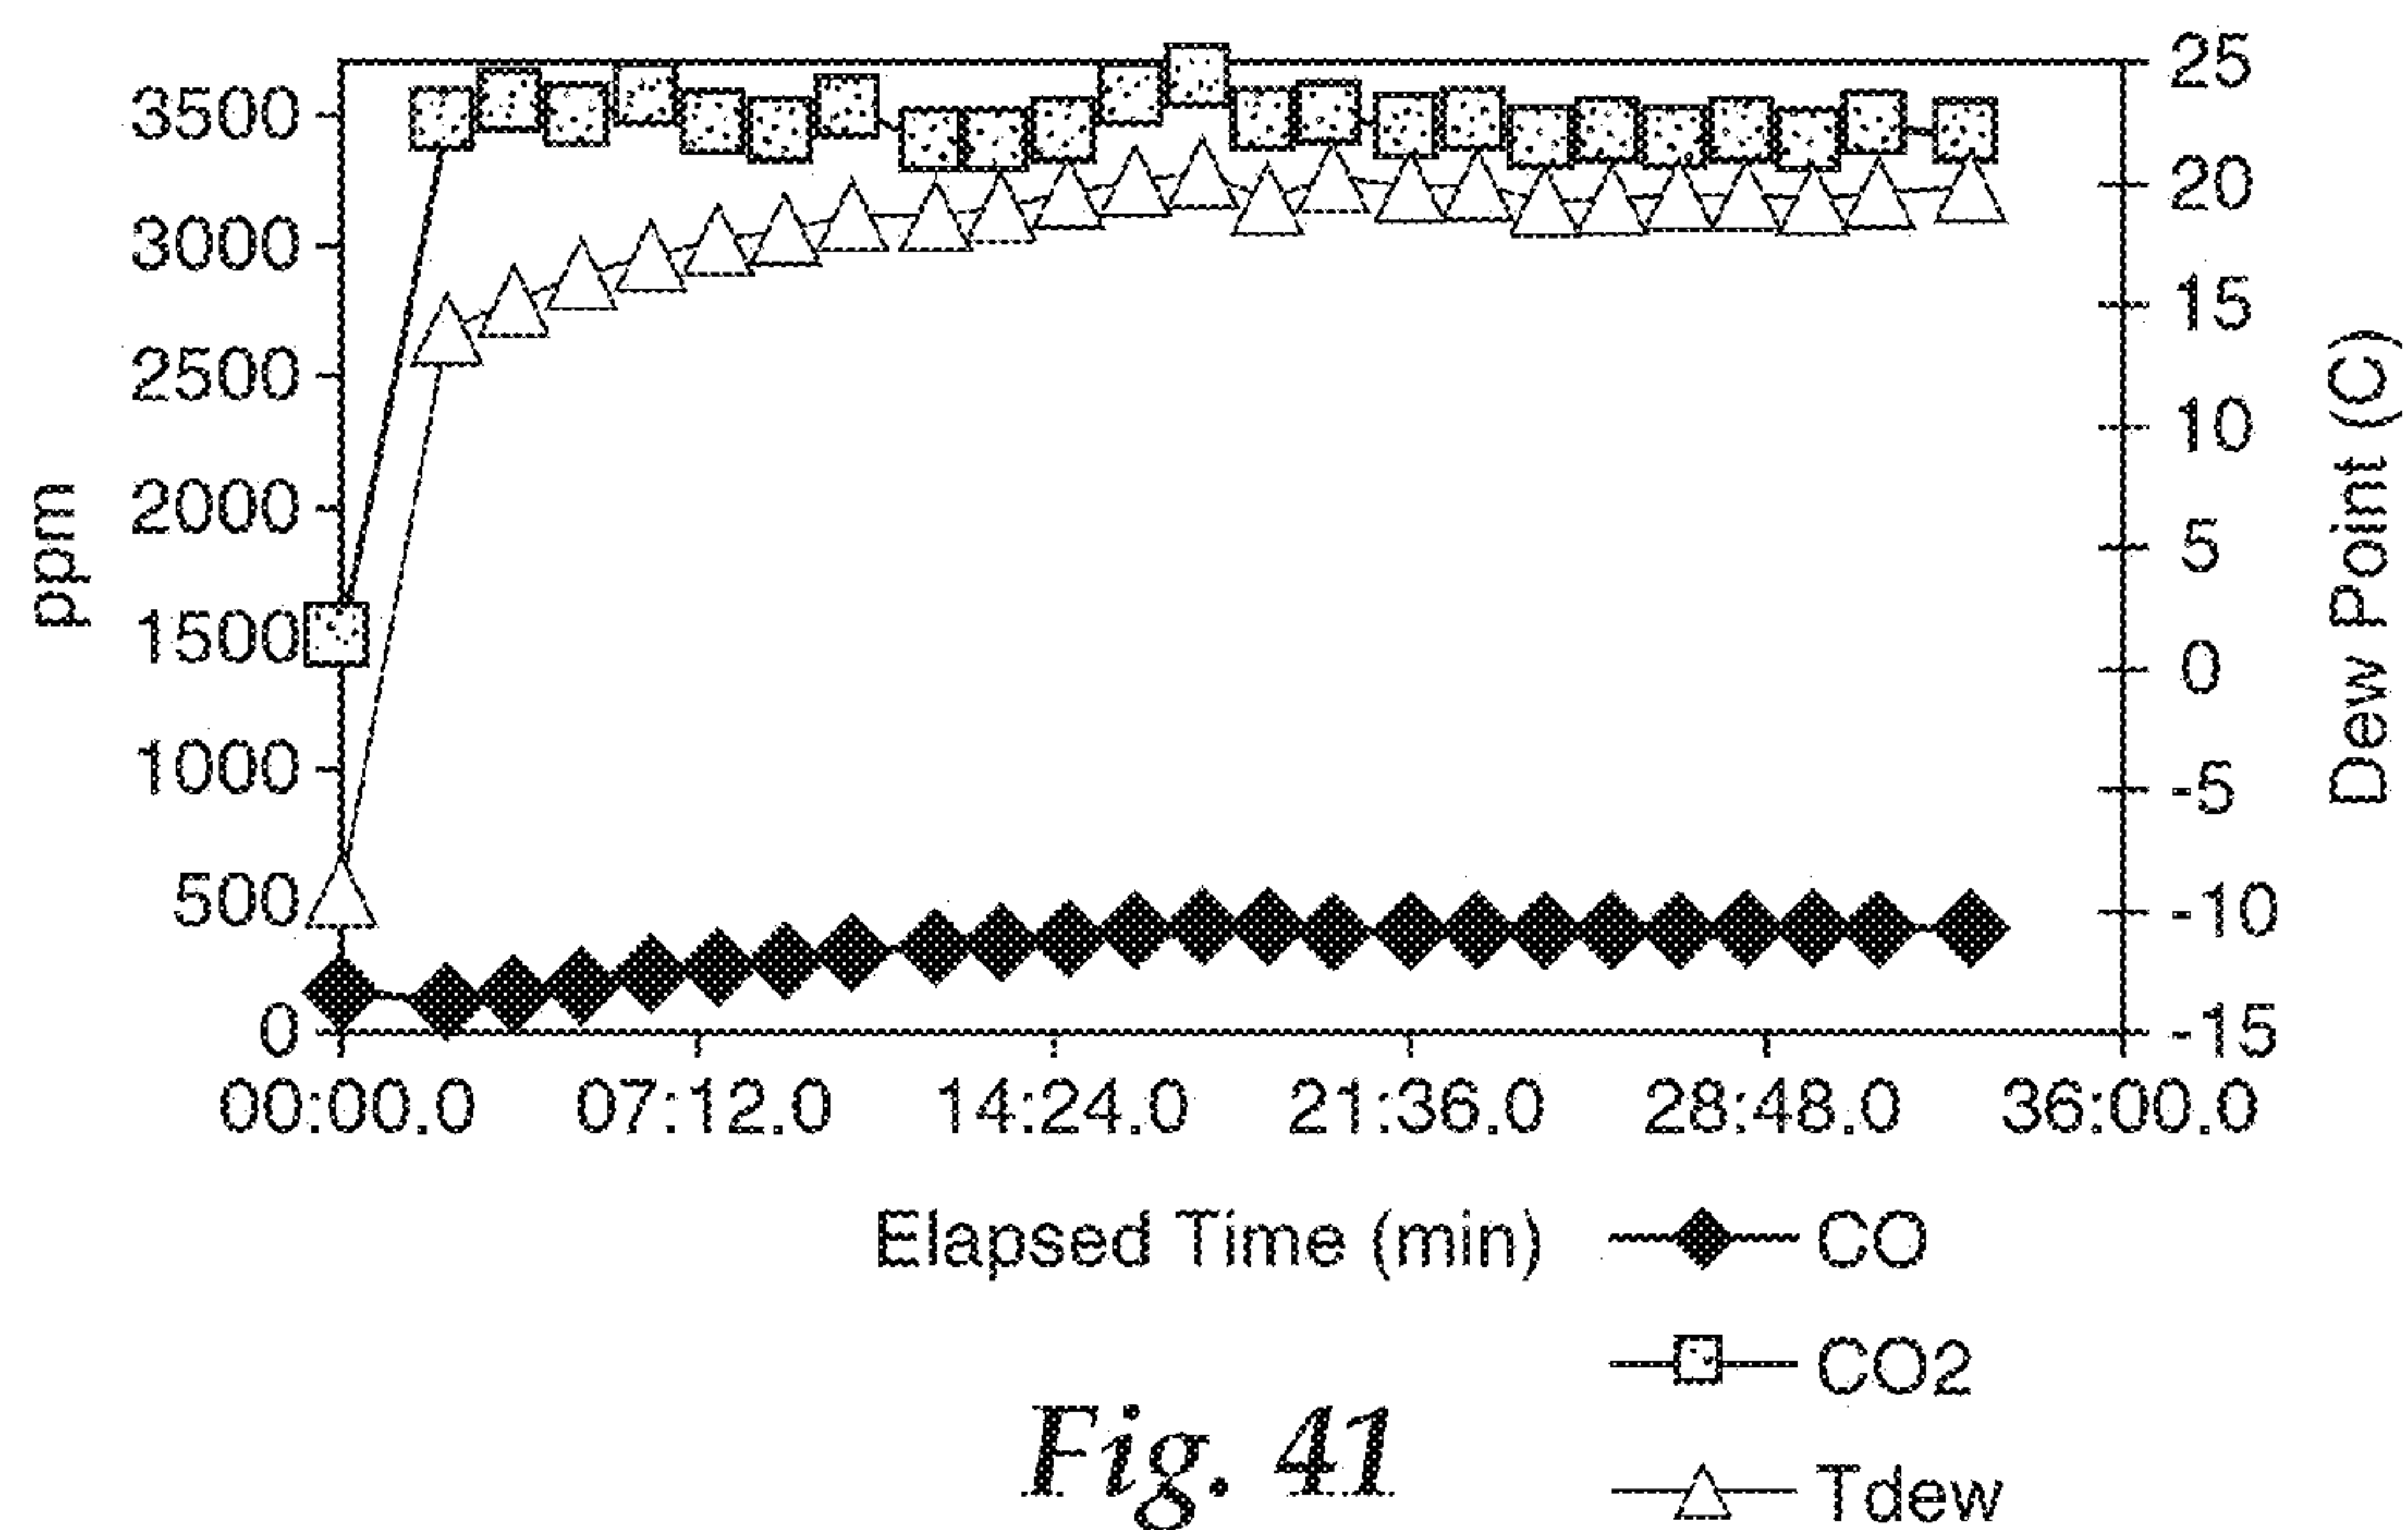 3500
3000
2500
2000
1500
1000
500
0
ppm
25
20
15
10
5
0
-5
-10
-15
Dew Point (C)
00:00.0 07:12.0 14:24.0 21:36.0 28:48.0 36:00.0
Elapsed Time (min)
CO
CO2
Tdew
Fig. 41